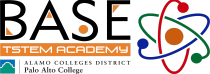 BASE
TSTEM ACADEMY
ALAMO COLLEGES DISTRICT
Palo Alto College